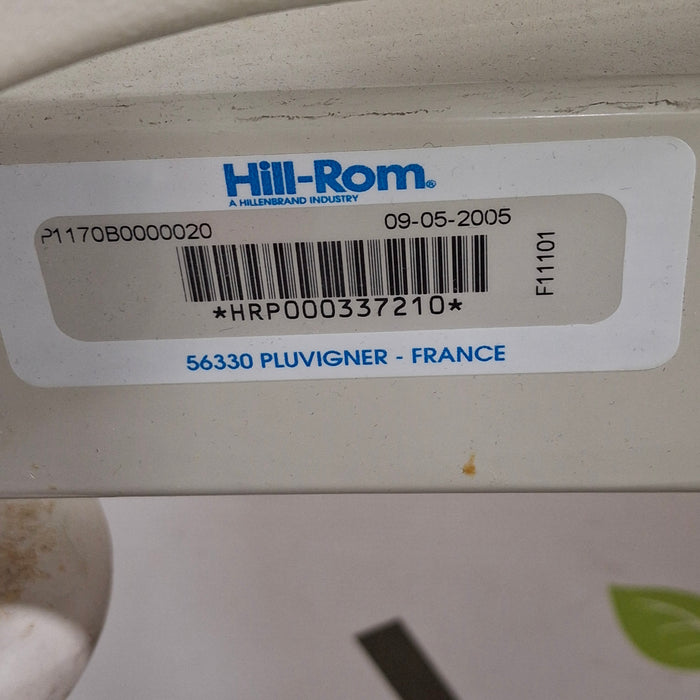 Hill-Rom®
A HILLENBRAND INDUSTRY
P1170B0000020 09-05-2005
F11101
*HRP000337210*
56330 PLUVIGNER - FRANCE